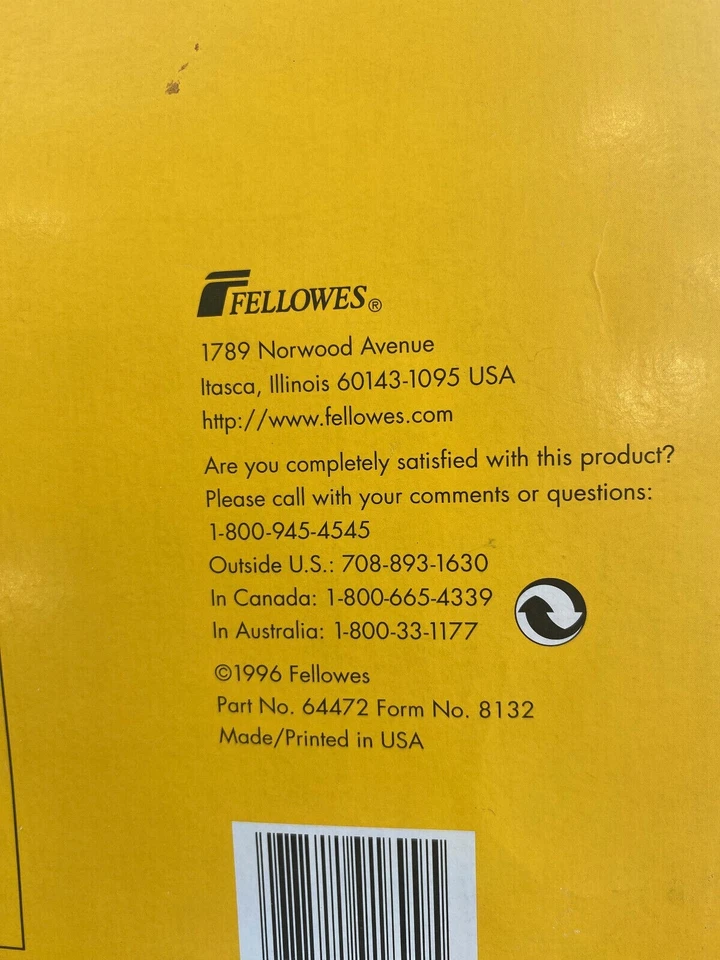 FELLOWES®
1789 Norwood Avenue
Itasca, Illinois 60143-1095 USA
http://www.fellowes.com
Are you completely satisfied with this product?
Please call with your comments or questions:
1-800-945-4545
Outside U.S.: 708-893-1630
In Canada: 1-800-665-4339
In Australia: 1-800-33-1177
©1996 Fellowes
Part No. 64472 Form No. 8132
Made/Printed in USA